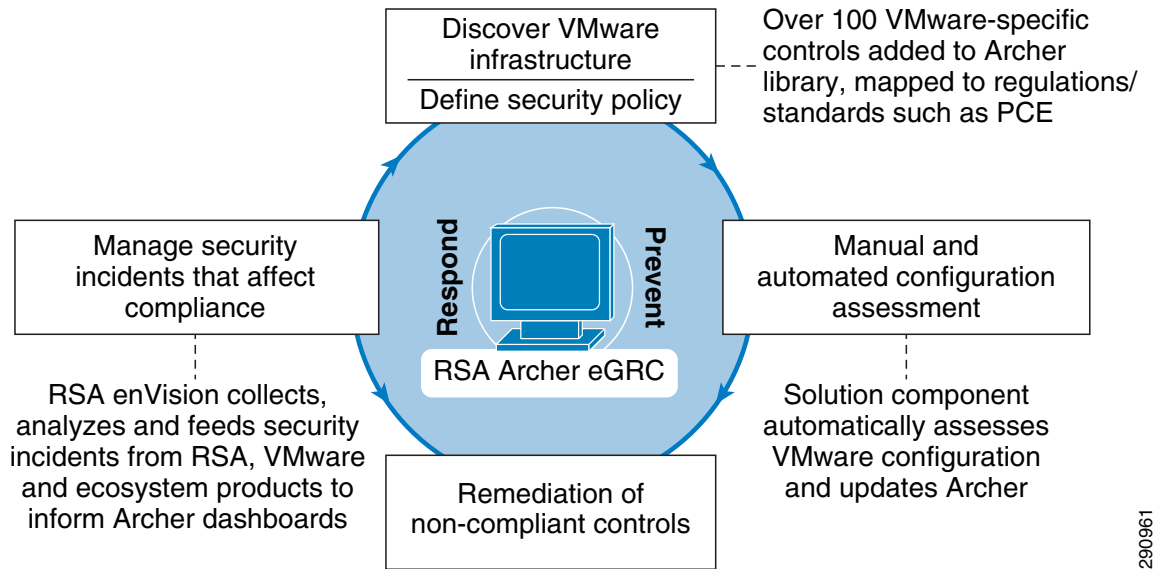 Discover VMware
infrastructure
Define security policy
Over 100 VMware-specific
controls added to Archer
library, mapped to regulations/
standards such as PCE
Manage security
incidents that affect
compliance
Respond
Prevent
RSA Archer eGRC
Manual and
automated configuration
assessment
RSA enVision collects,
analyzes and feeds security
incidents from RSA, VMware
and ecosystem products to
inform Archer dashboards
Solution component
automatically assesses
VMware configuration
and updates Archer
Remediation of
non-compliant controls
290961